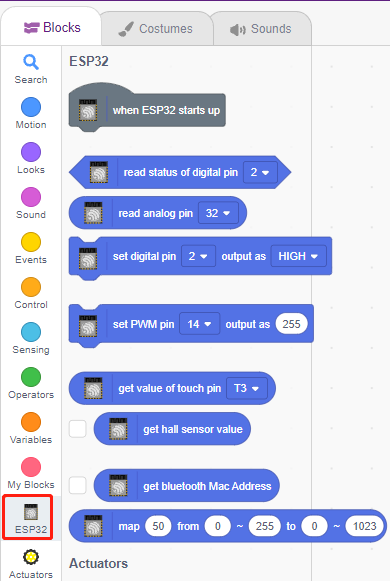 Blocks
Costumes
Sounds
Search
Motion
Looks
Sound
Events
Control
Sensing
Operators
Variables
My Blocks
ESP32
Actuators
ESP32
when ESP32 starts up
read status of digital pin 2
read analog pin 32
set digital pin 2 output as HIGH
set PWM pin 14 output as 255
get value of touch pin T3
get hall sensor value
get bluetooth Mac Address
map 50 from 0 ~ 255 to 0 ~ 1023
Actuators